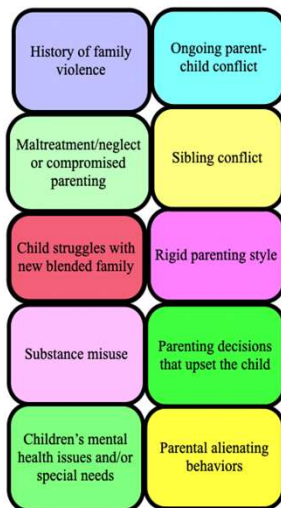 History of family
violence
Ongoing parent-
child conflict
Maltreatment/neglect
or compromised
parenting
Sibling conflict
Child struggles with
new blended family
Rigid parenting style
Substance misuse
Parenting decisions
that upset the child
Children's mental
health issues and/or
special needs
Parental alienating
behaviors